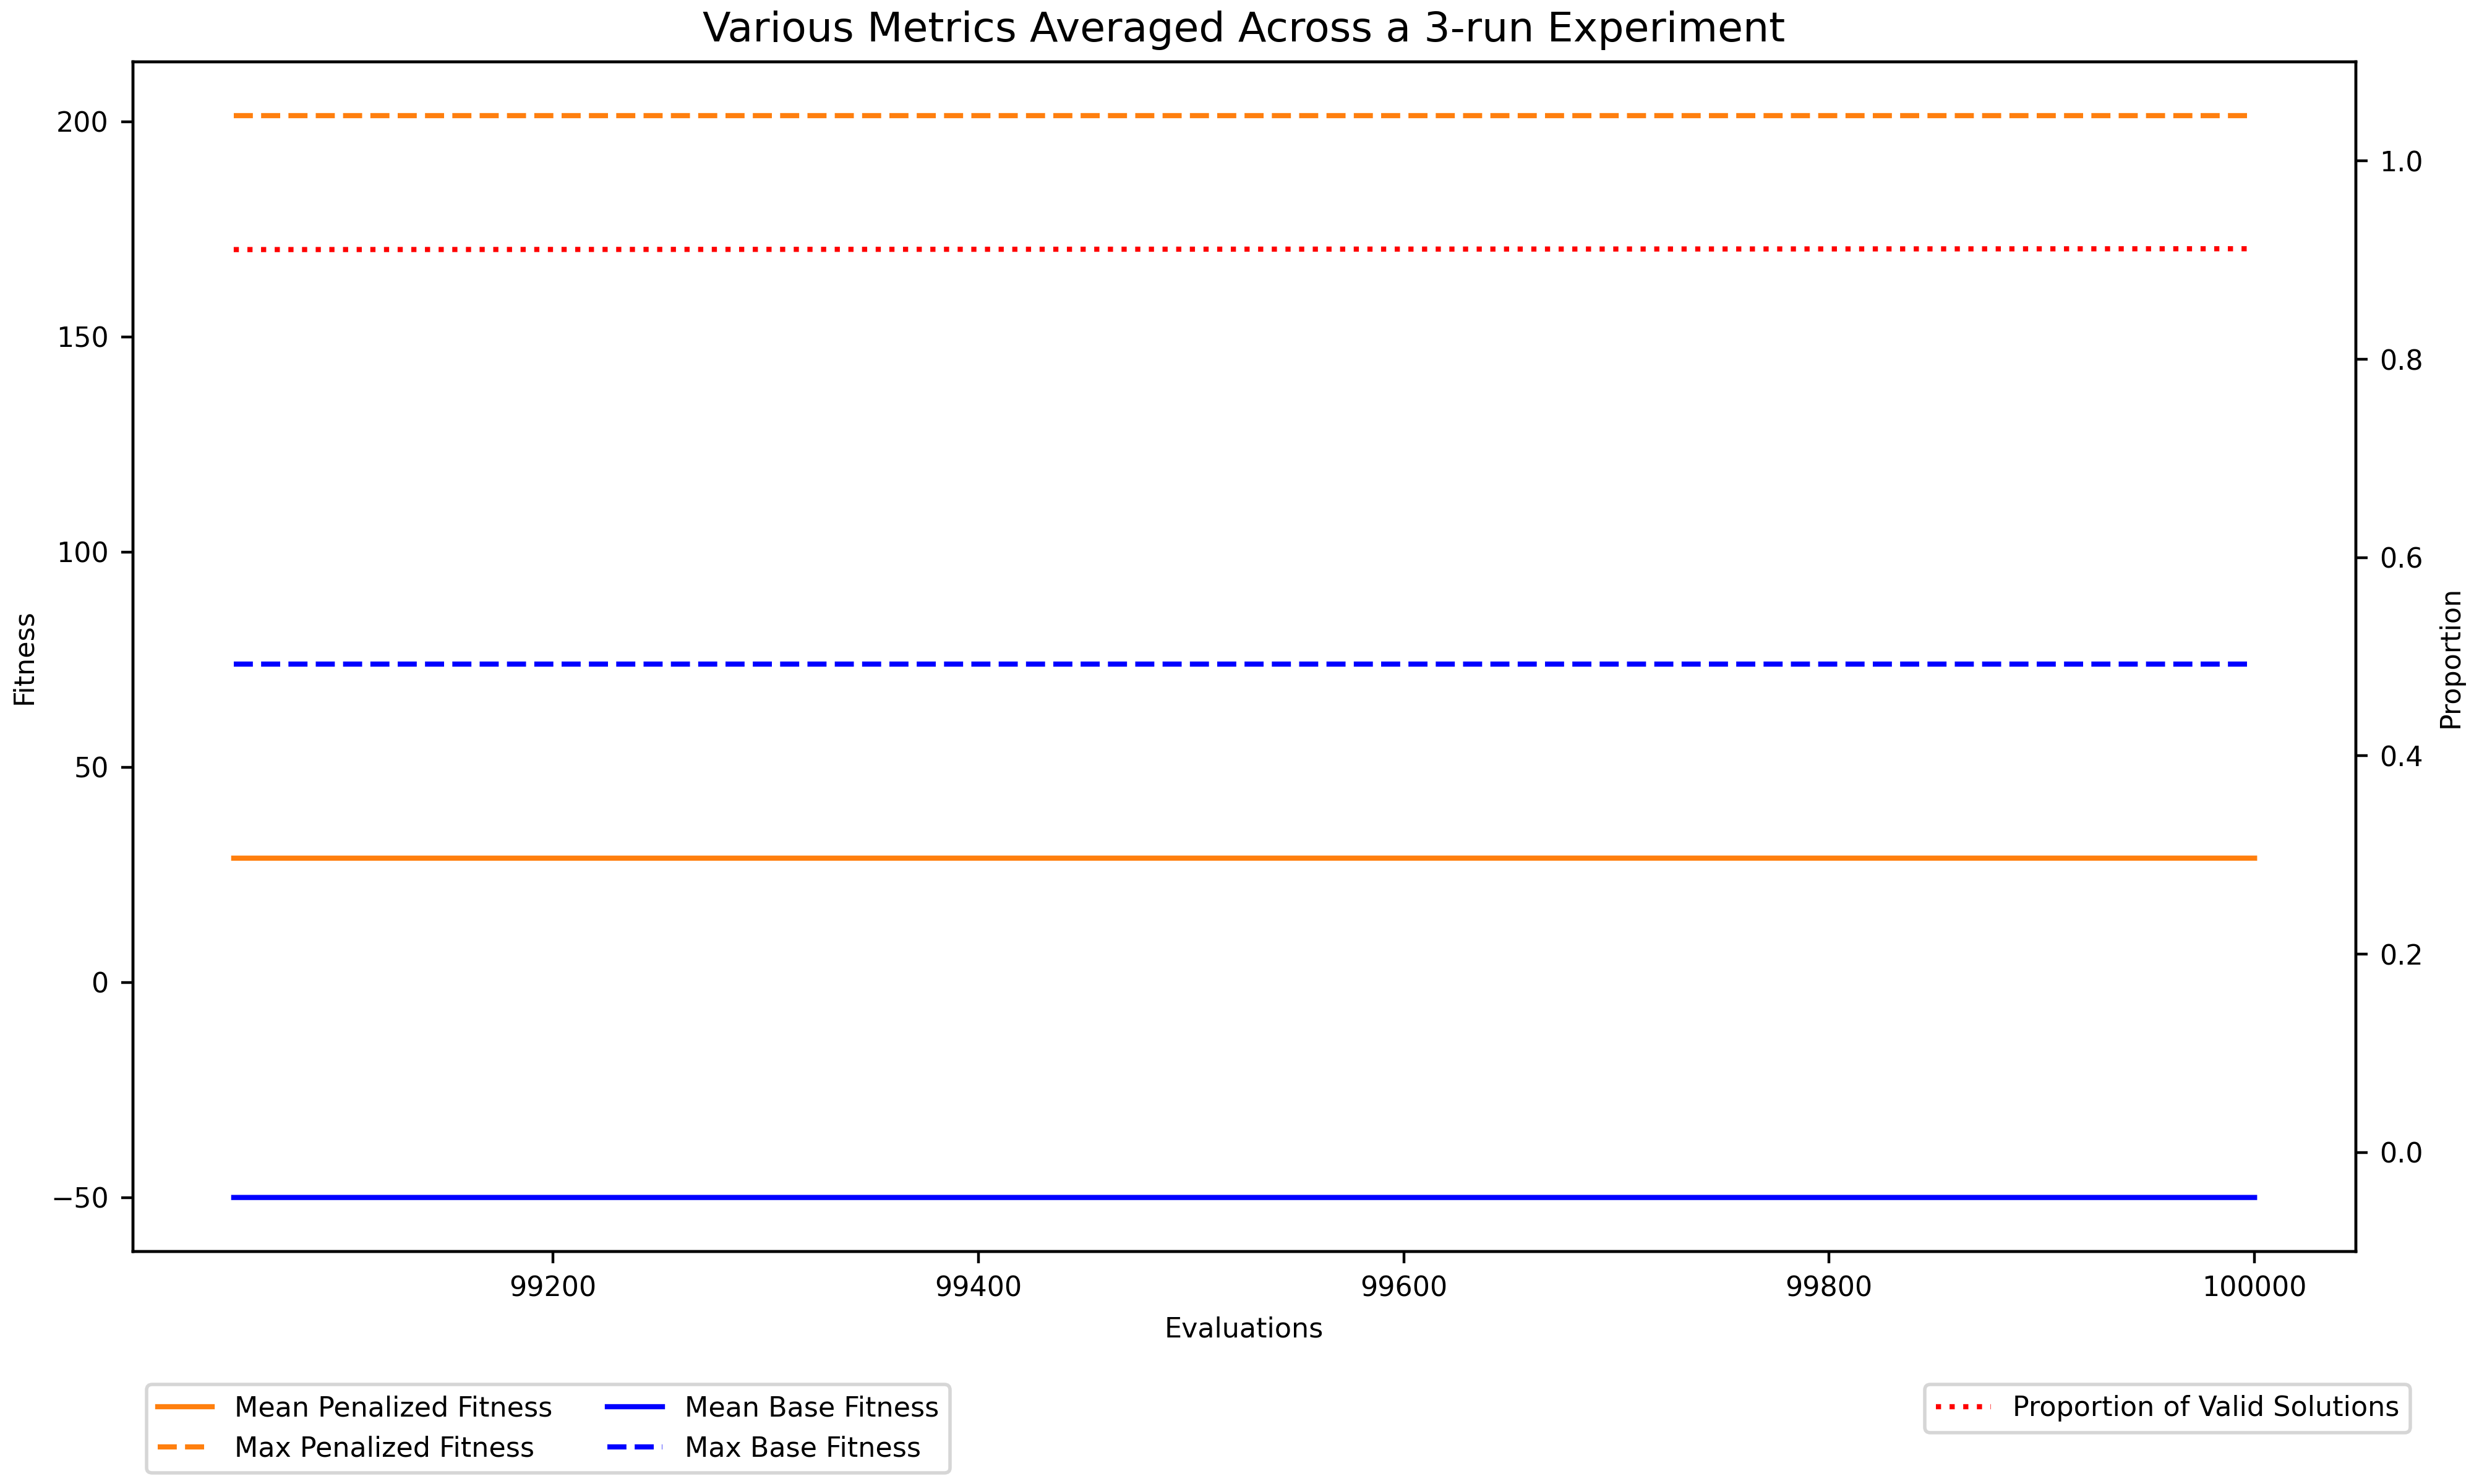 Various Metrics Averaged Across a 3-run Experiment
200
150
100
50
0
−50
Fitness
1.0
0.8
0.6
0.4
0.2
0.0
Proportion
99200 99400 99600 99800 100000
Evaluations
Mean Penalized Fitness Mean Base Fitness
Max Penalized Fitness Max Base Fitness
Proportion of Valid Solutions